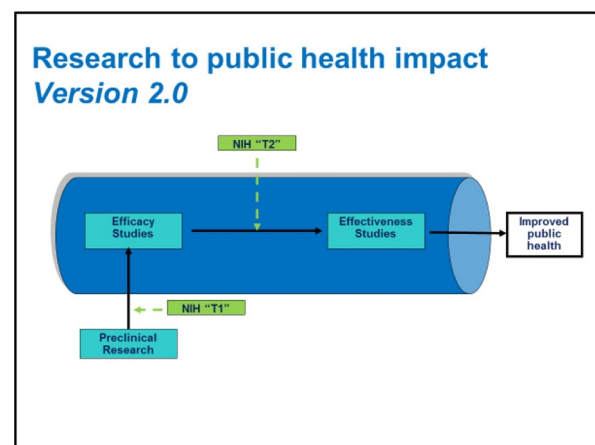 Research to public health impact
Version 2.0
NIH “T2”
Efficacy
Studies
Effectiveness
Studies
Improved
public
health
NIH “T1”
Preclinical
Research